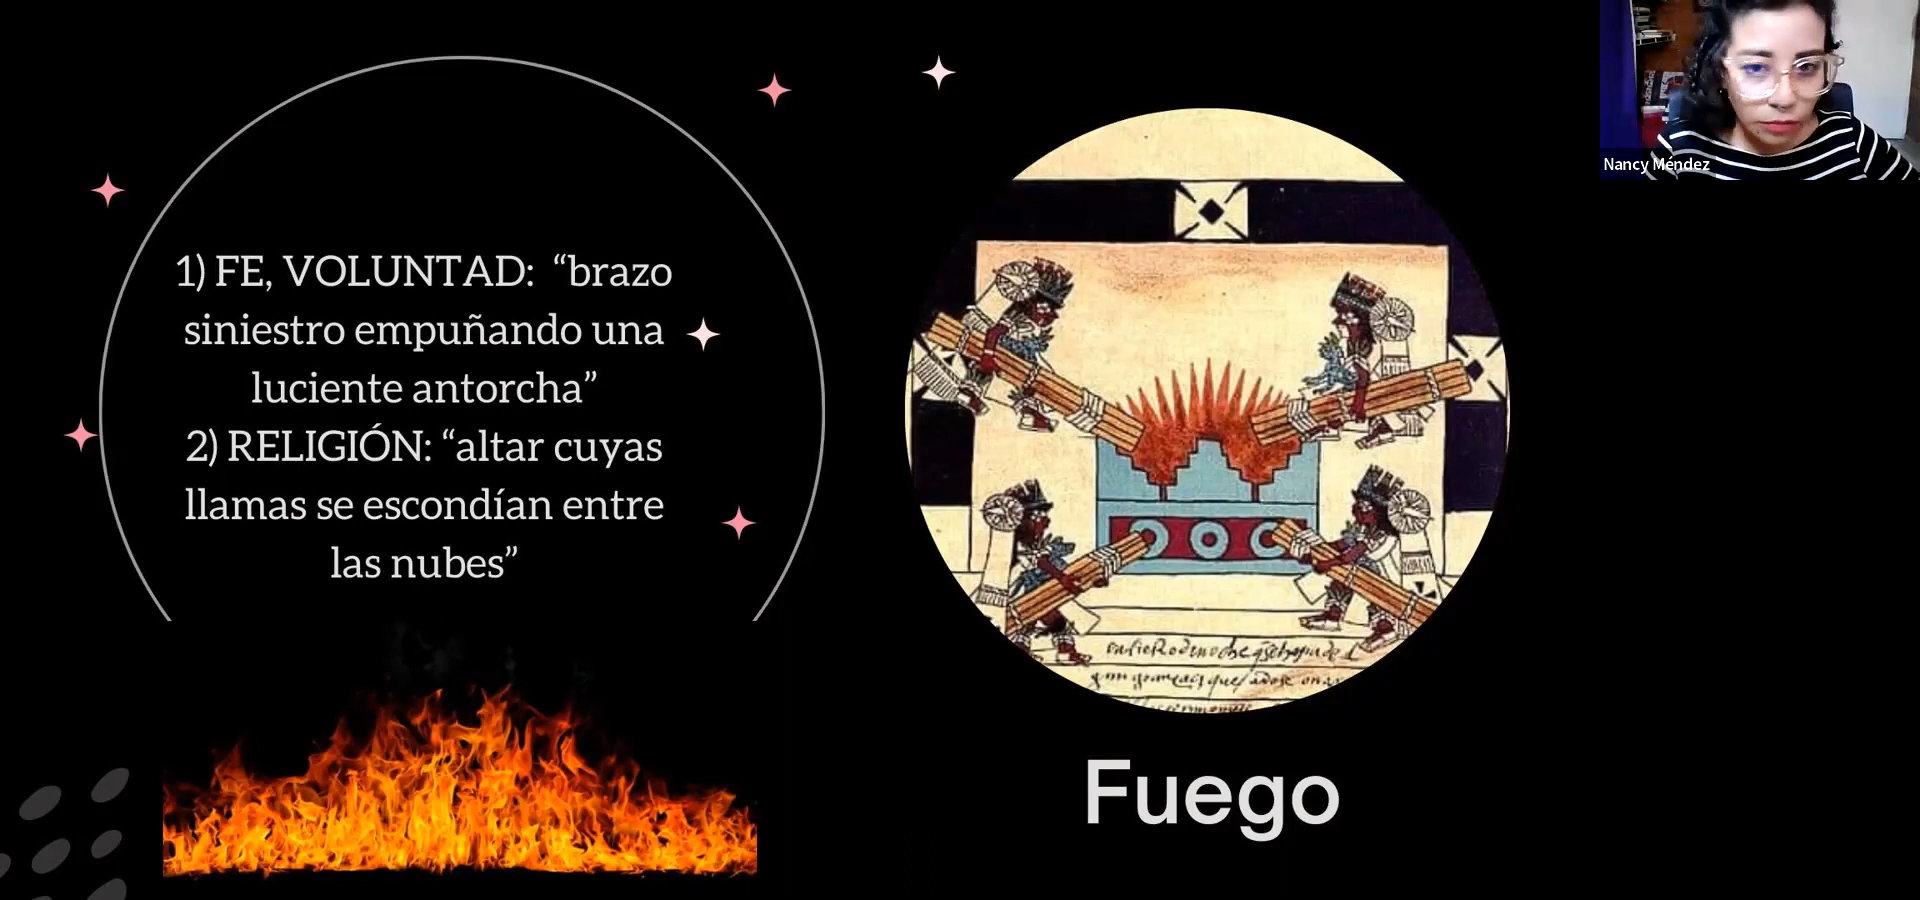 1) FE, VOLUNTAD: “brazo
siniestro empuñando una
luciente antorcha”
2) RELIGIÓN: “altar cuyas
llamas se escondían entre
las nubes”
Fuego
Nancy Méndez